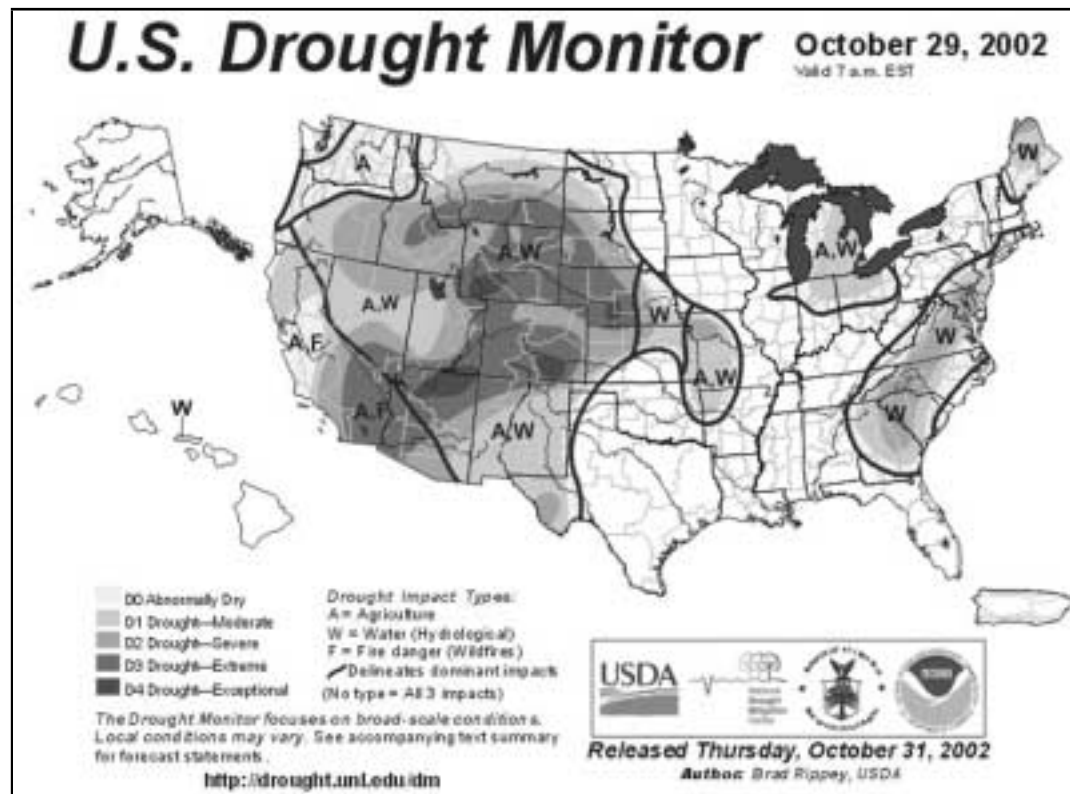 U.S. Drought Monitor
October 29, 2002
Valid 7 a.m. EST
A
W
A,W
A,W
A,W
W
W
A,F
A,W
W
A,F
A,W
W
W
D0 Abnormally Dry
D1 Drought—Moderate
D2 Drought—Severe
D3 Drought—Extreme
D4 Drought—Exceptional
Drought Impact Types:
A = Agriculture
W = Water (Hydrological)
F = Fire danger (Wildfires)
Delineates dominant impacts
(No type = All 3 impacts)
The Drought Monitor focuses on broad-scale conditions.
Local conditions may vary. See accompanying text summary
for forecast statements.
http://drought.unl.edu/dm
USDA
Released Thursday, October 31, 2002
Author: Brad Rippey, USDA